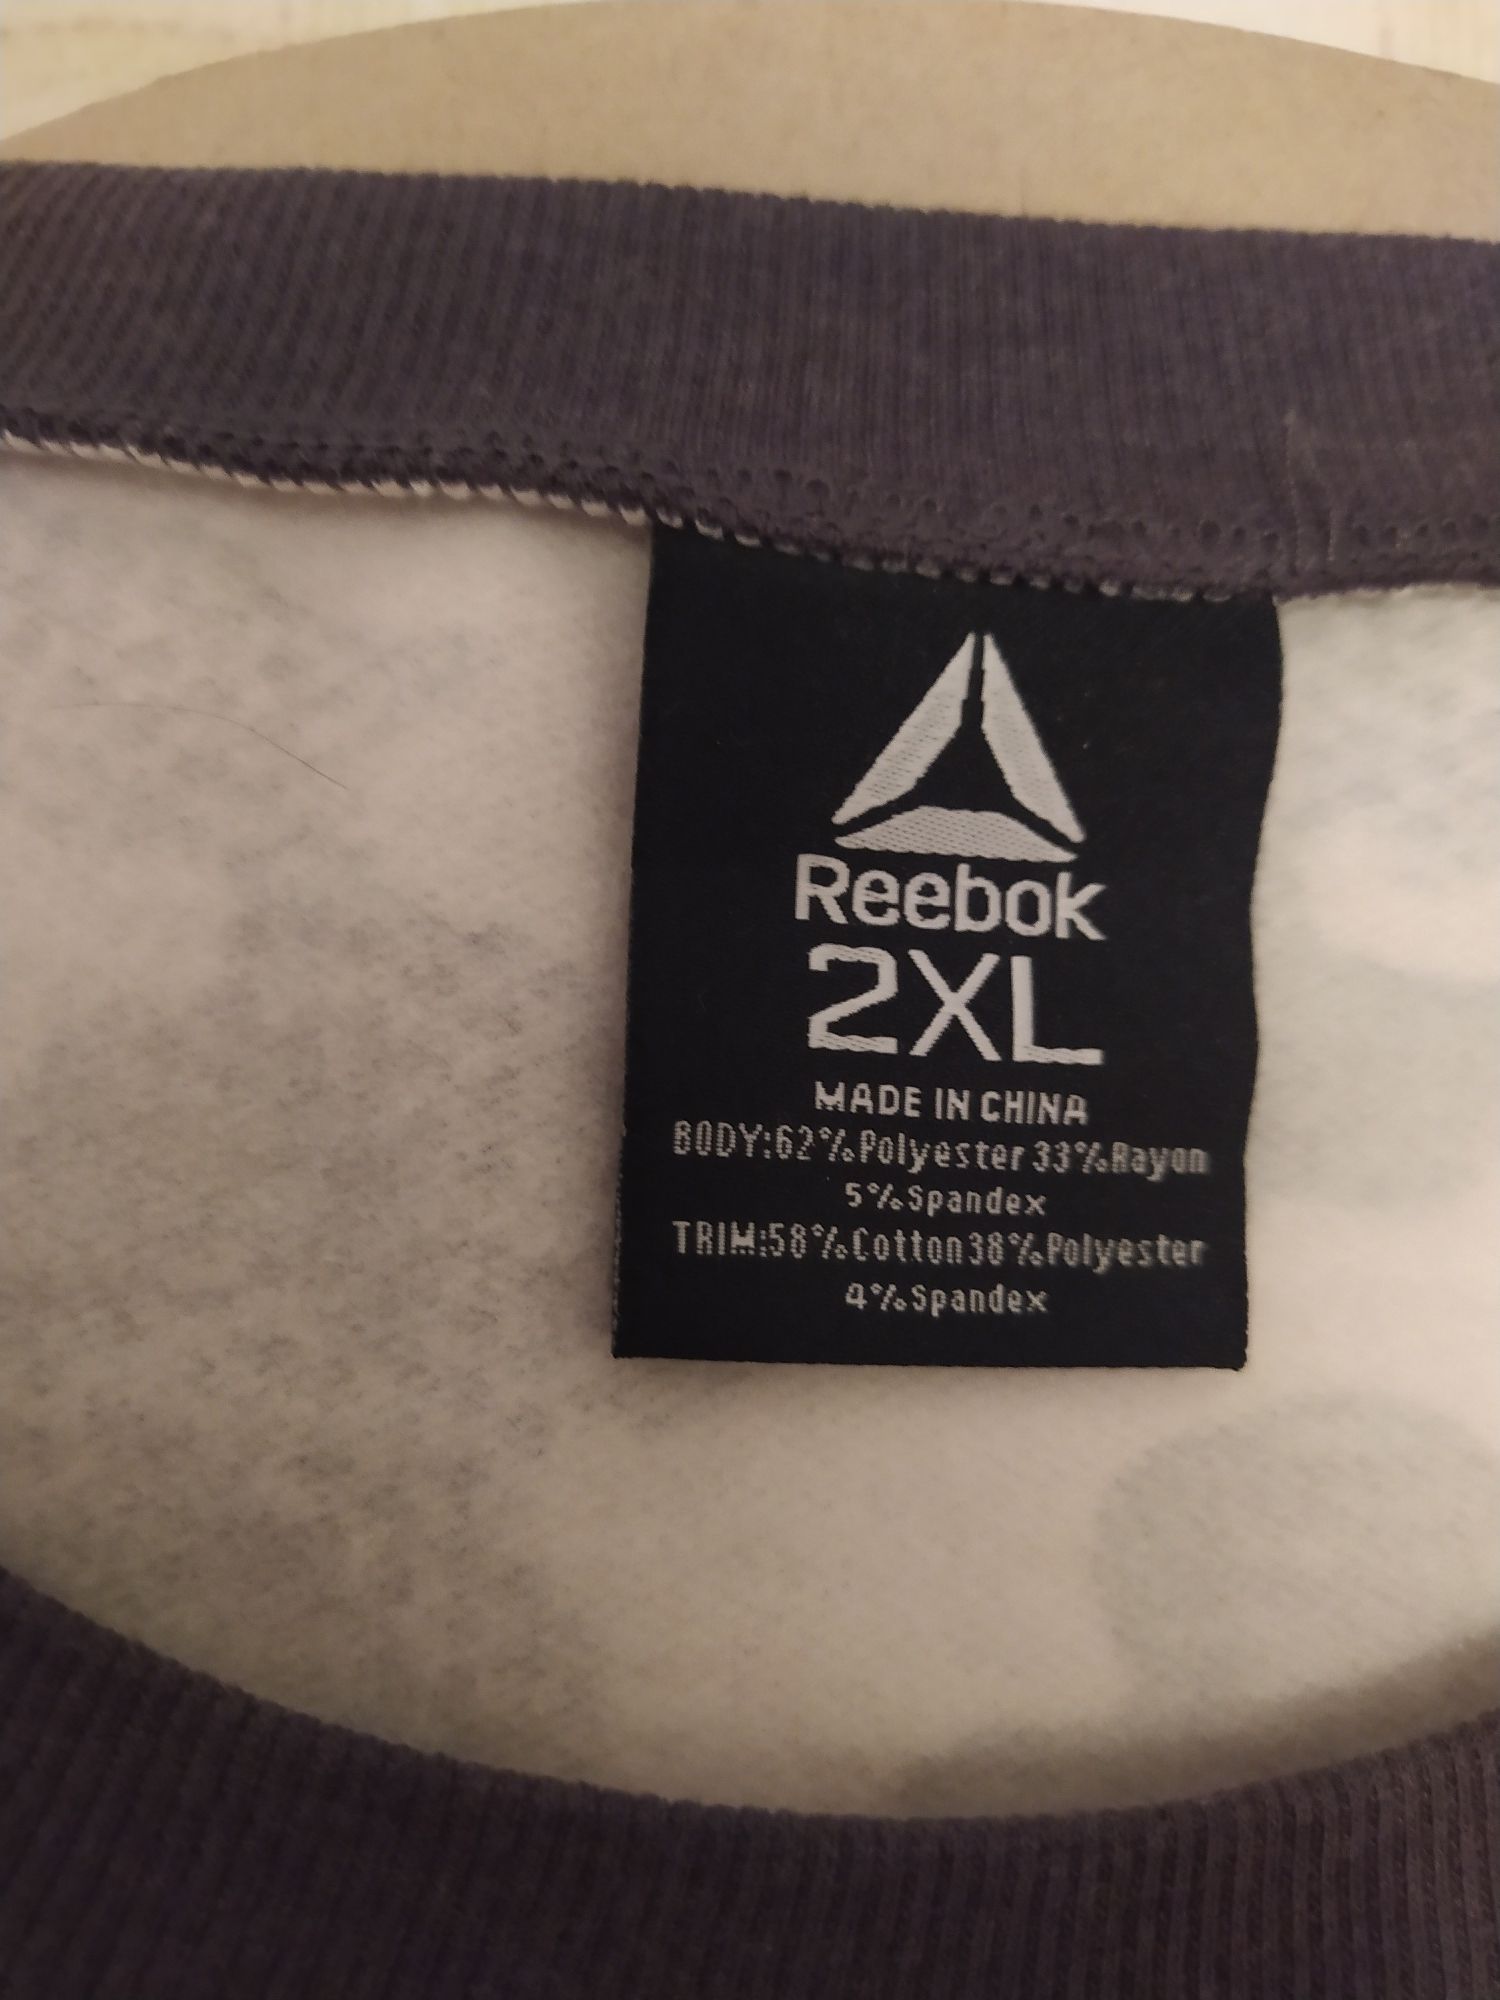 Reebok
2XL
MADE IN CHINA
BODY:62%Polyester 33%Rayon
5%Spandex
TRIM:58%Cotton38%Polyester
4%Spandex